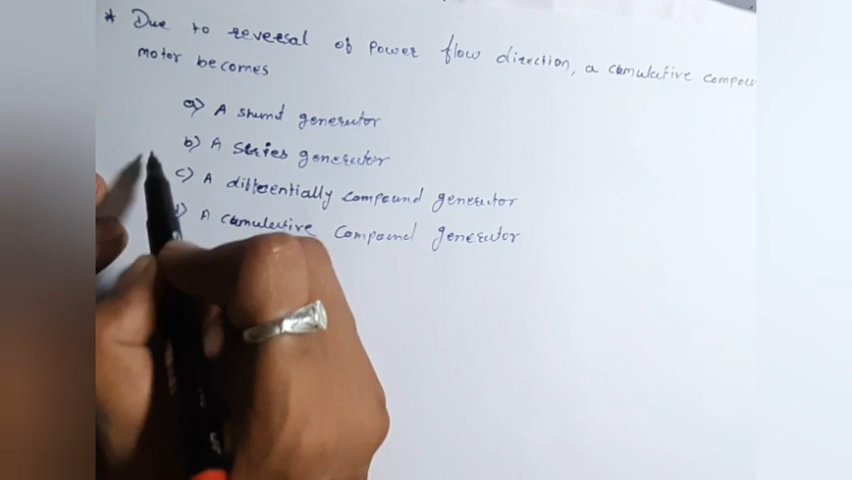 * Due to reversal of power flow direction, a cumulative compou
motor becomes
a) A shunt generator
b) A series generator
c) A differentially compound generator
d) A cumulative compound generator